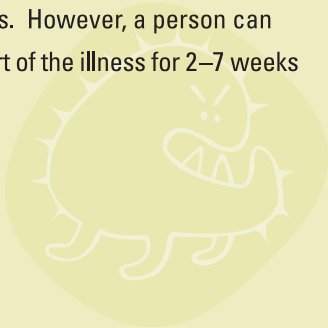 s. However, a person can
rt of the illness for 2–7 weeks